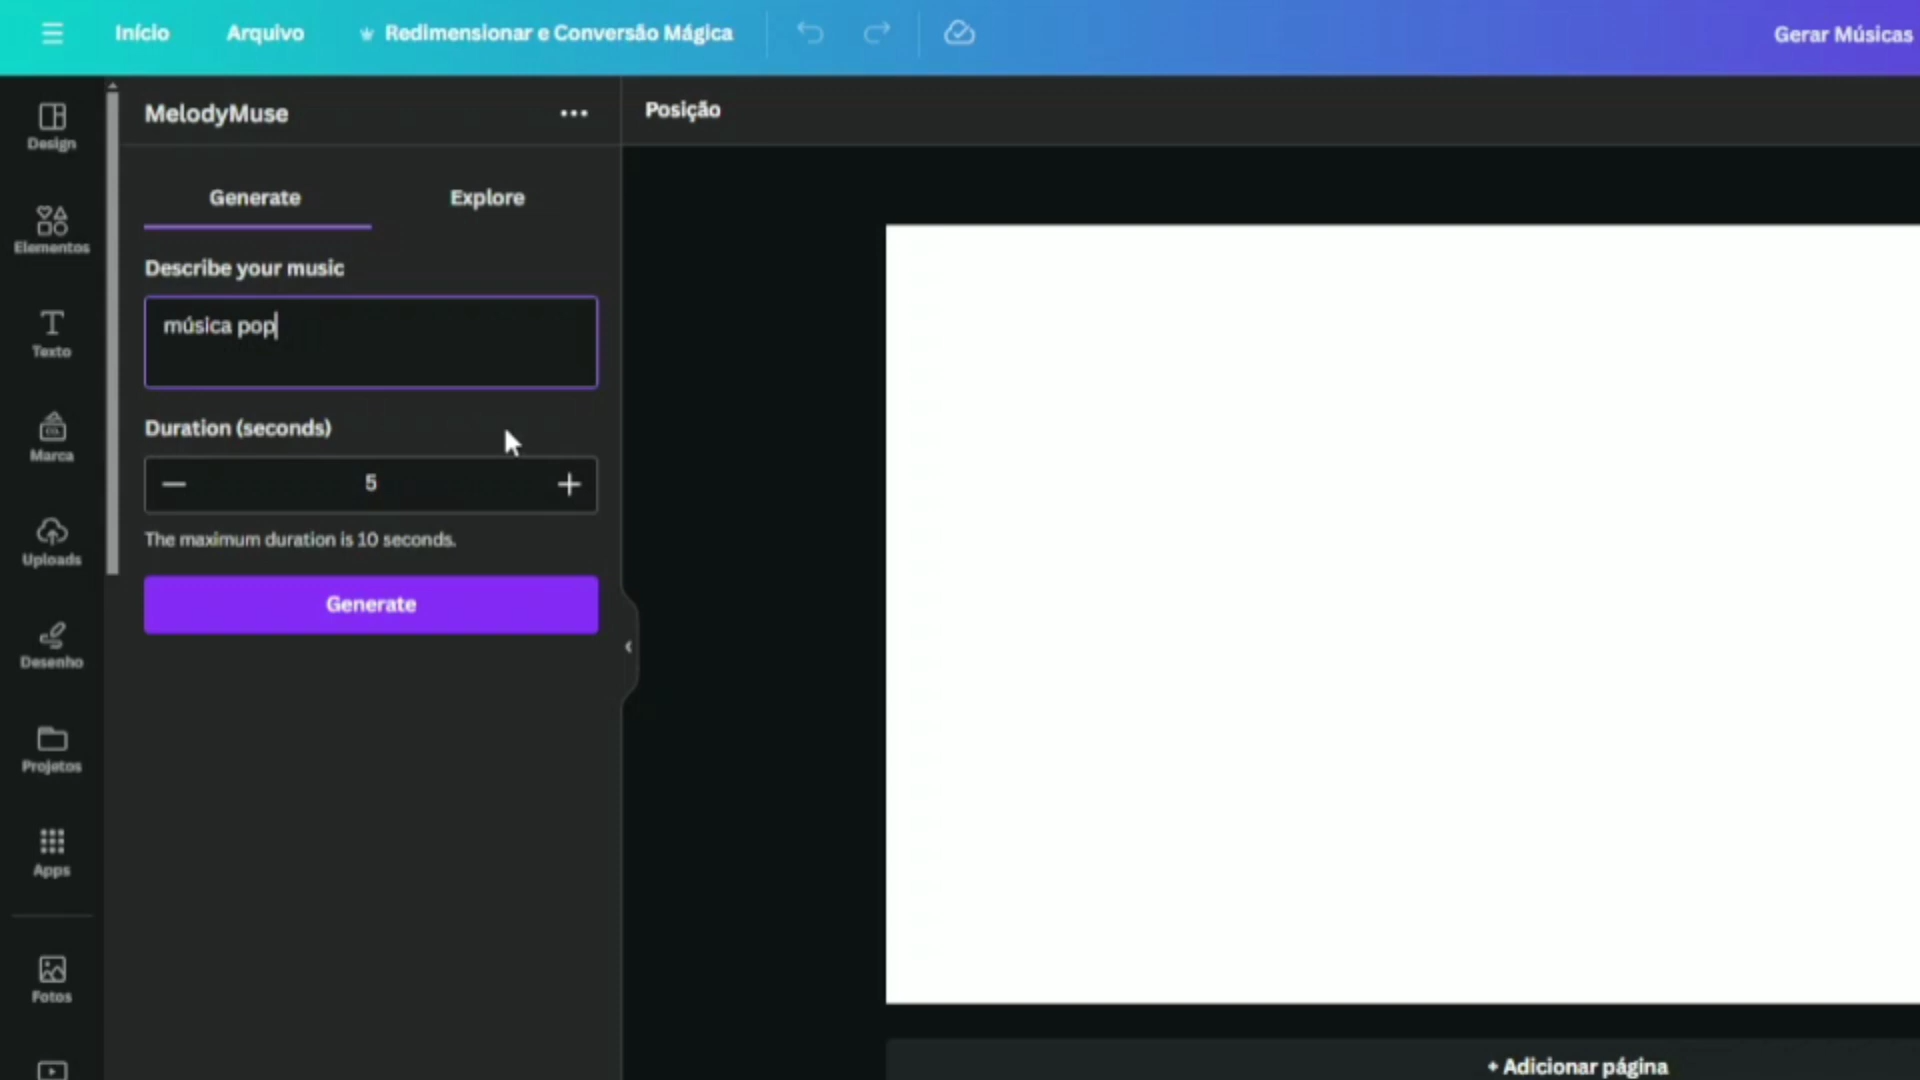 Início Arquivo Redimensionar e Conversão Mágica Gerar Músicas
MelodyMuse
Posição
Design
Generate Explore
Elementos
Describe your music
música pop
Texto
Duration (seconds)
Marca
5
The maximum duration is 10 seconds.
Uploads
Generate
Desenho
Projetos
Apps
Fotos
+ Adicionar página